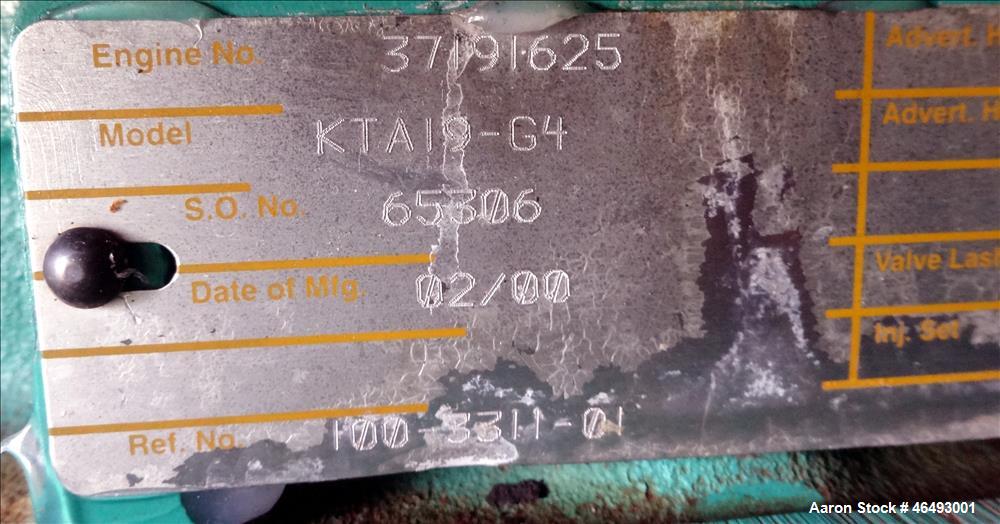 Engine No. 37191625
Advert. H
Model KTA19-G4
Advert. H
S.O. No. 65306
Date of Mfg. 02/00
Valve Lash
Inj. Set
Ref. No. 100-3311-01
Aaron Stock # 46493001